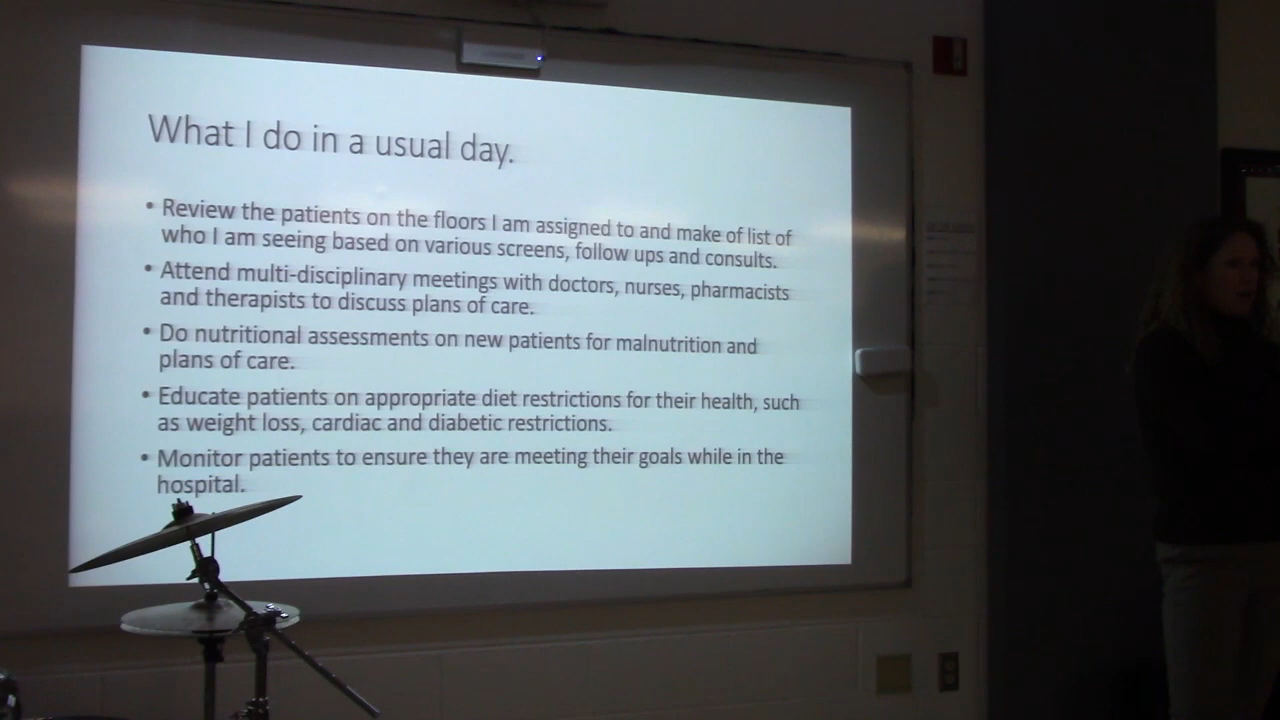 What I do in a usual day.
• Review the patients on the floors I am assigned to and make of list of
who I am seeing based on various screens, follow ups and consults.
• Attend multi-disciplinary meetings with doctors, nurses, pharmacists
and therapists to discuss plans of care.
• Do nutritional assessments on new patients for malnutrition and
plans of care.
• Educate patients on appropriate diet restrictions for their health, such
as weight loss, cardiac and diabetic restrictions.
• Monitor patients to ensure they are meeting their goals while in the
hospital.